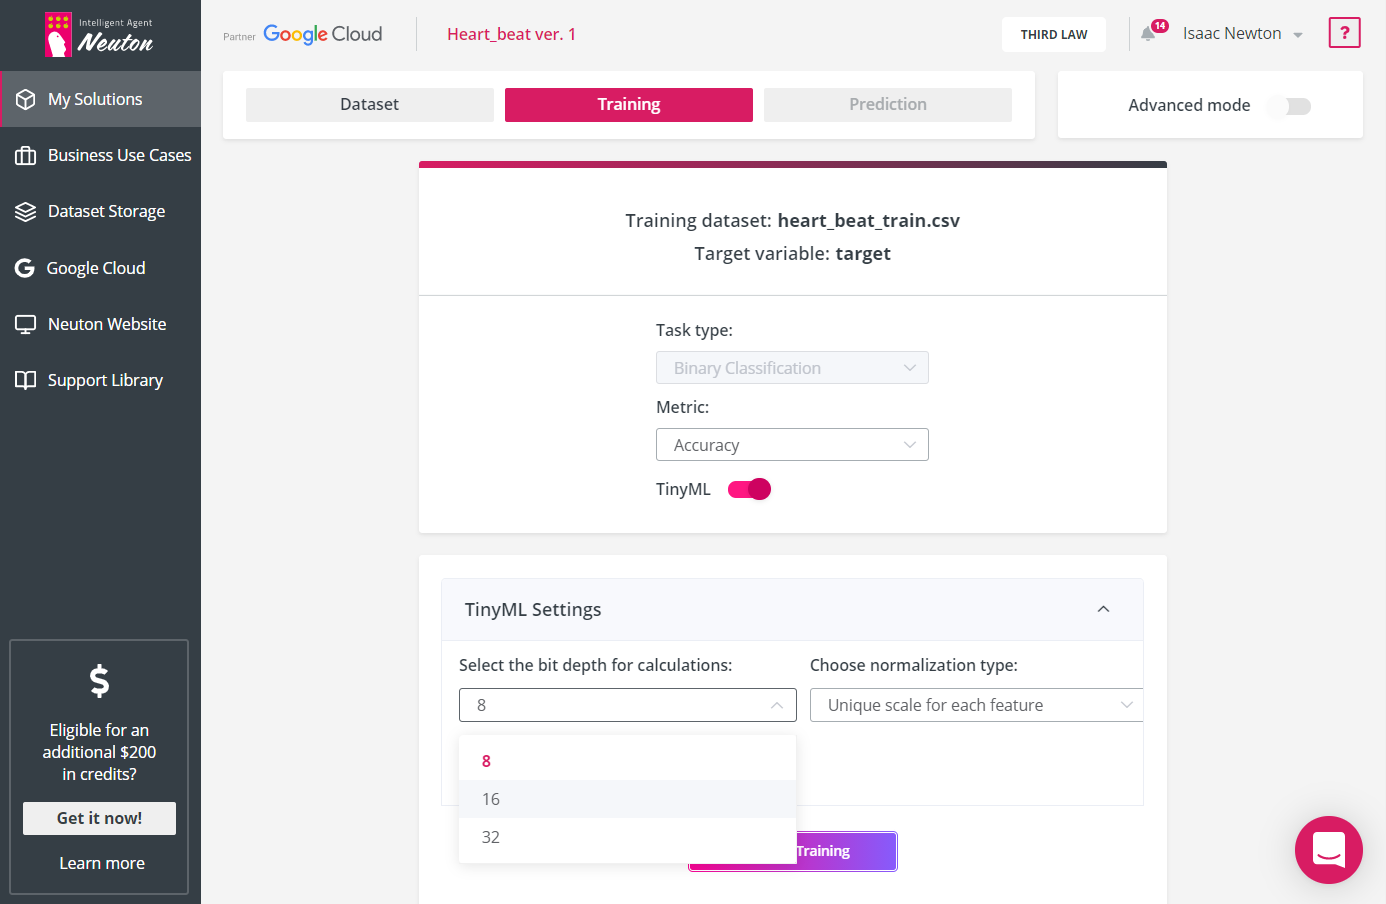 Intelligent Agent
Neuton
Partner Google Cloud
Heart_beat ver. 1
THIRD LAW
14
Isaac Newton
?
My Solutions
Business Use Cases
Dataset Storage
Google Cloud
Neuton Website
Support Library
Dataset
Training
Prediction
Advanced mode
Training dataset: heart_beat_train.csv
Target variable: target
Task type:
Binary Classification
Metric:
Accuracy
TinyML
TinyML Settings
Select the bit depth for calculations:
Choose normalization type:
8
Unique scale for each feature
8
16
32
Training
$
Eligible for an
additional $200
in credits?
Get it now!
Learn more